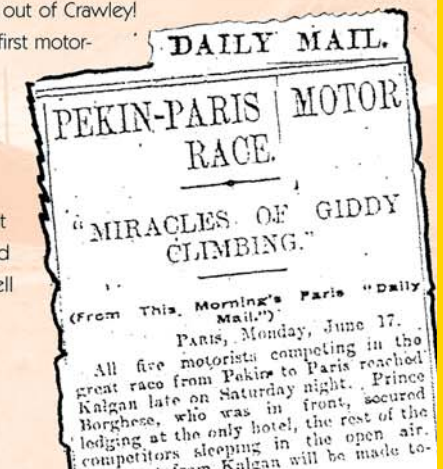 out of Crawley!
first motor-
t
d
ell
DAILY MAIL.
PEKIN-PARIS MOTOR
RACE.
"MIRACLES OF GIDDY
CLIMBING."
(From This Morning's Paris "Daily
Mail.")
PARIS, Monday, June 17.
All five motorists competing in the
great race from Pekin to Paris reached
Kalgan late on Saturday night. Prince
Borghese, who was in front, secured
lodging at the only hotel, the rest of the
competitors sleeping in the open air.
from Kalgan will be made to-